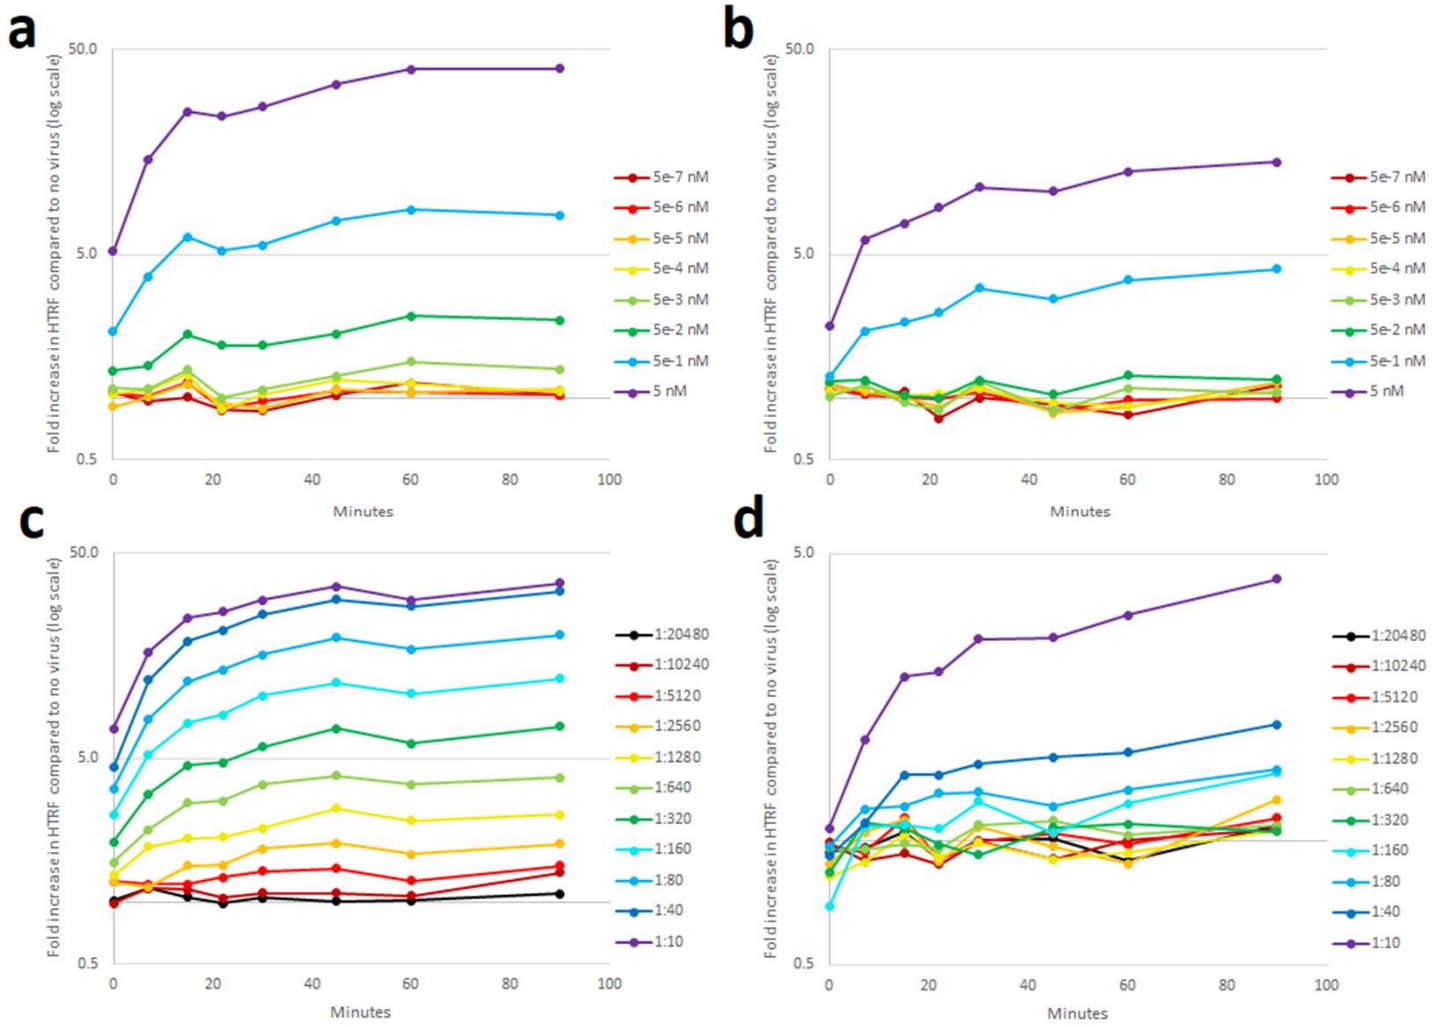 a
Fold increase in HTRF compared to no virus (log scale)
50.0
5.0
0.5
0
20
40
60
80
100
Minutes
5e-7 nM
5e-6 nM
5e-5 nM
5e-4 nM
5e-3 nM
5e-2 nM
5e-1 nM
5 nM
b
Fold increase in HTRF compared to no virus (log scale)
50.0
5.0
0.5
0
20
40
60
80
100
Minutes
5e-7 nM
5e-6 nM
5e-5 nM
5e-4 nM
5e-3 nM
5e-2 nM
5e-1 nM
5 nM
c
Fold increase in HTRF compared to no virus (log scale)
50.0
5.0
0.5
0
20
40
60
80
100
Minutes
1:20480
1:10240
1:5120
1:2560
1:1280
1:640
1:320
1:160
1:80
1:40
1:10
d
Fold increase in HTRF compared to no virus (log scale)
5.0
0.5
0
20
40
60
80
100
Minutes
1:20480
1:10240
1:5120
1:2560
1:1280
1:640
1:320
1:160
1:80
1:40
1:10